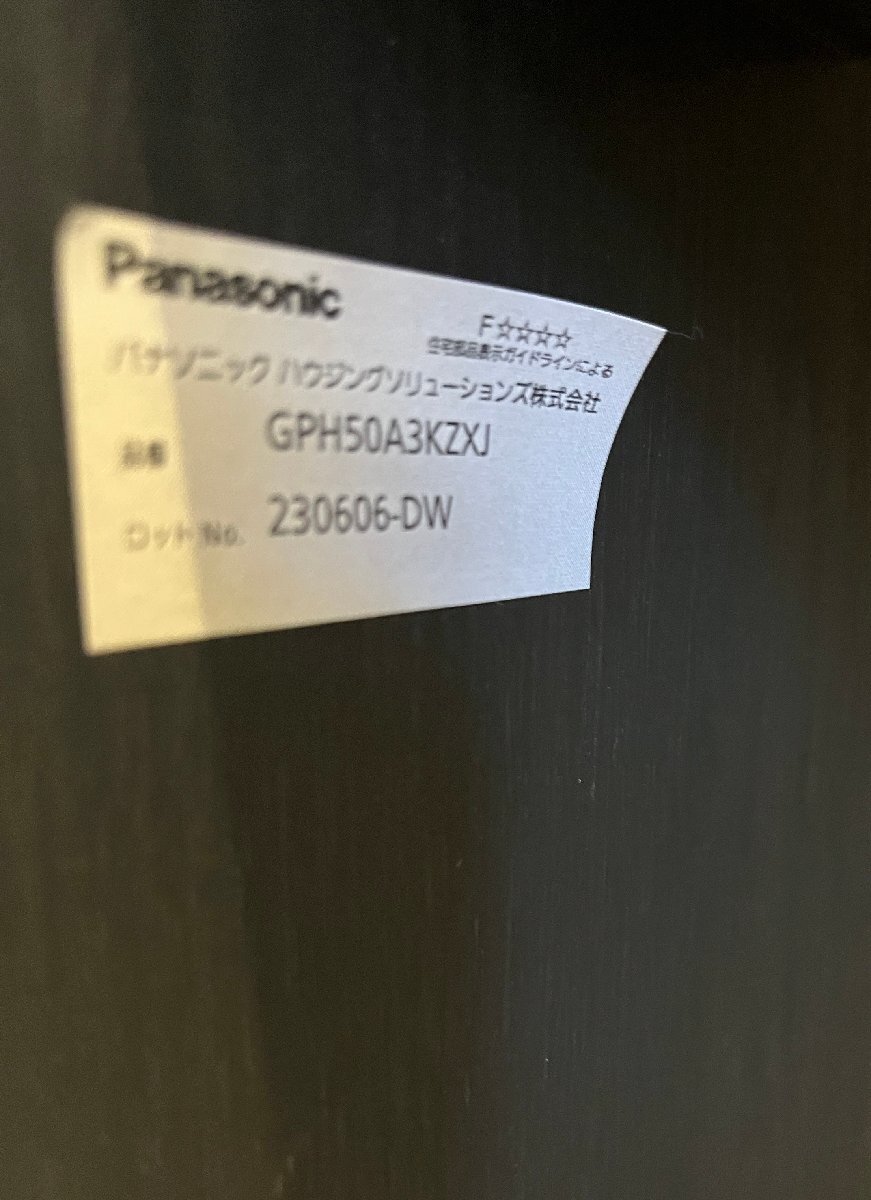 Panasonic
F☆☆☆☆
住宅部品表示ガイドラインによる
パナソニック ハウジングソリューションズ株式会社
品番 GPH50A3KZXJ
ロットNo. 230606-DW